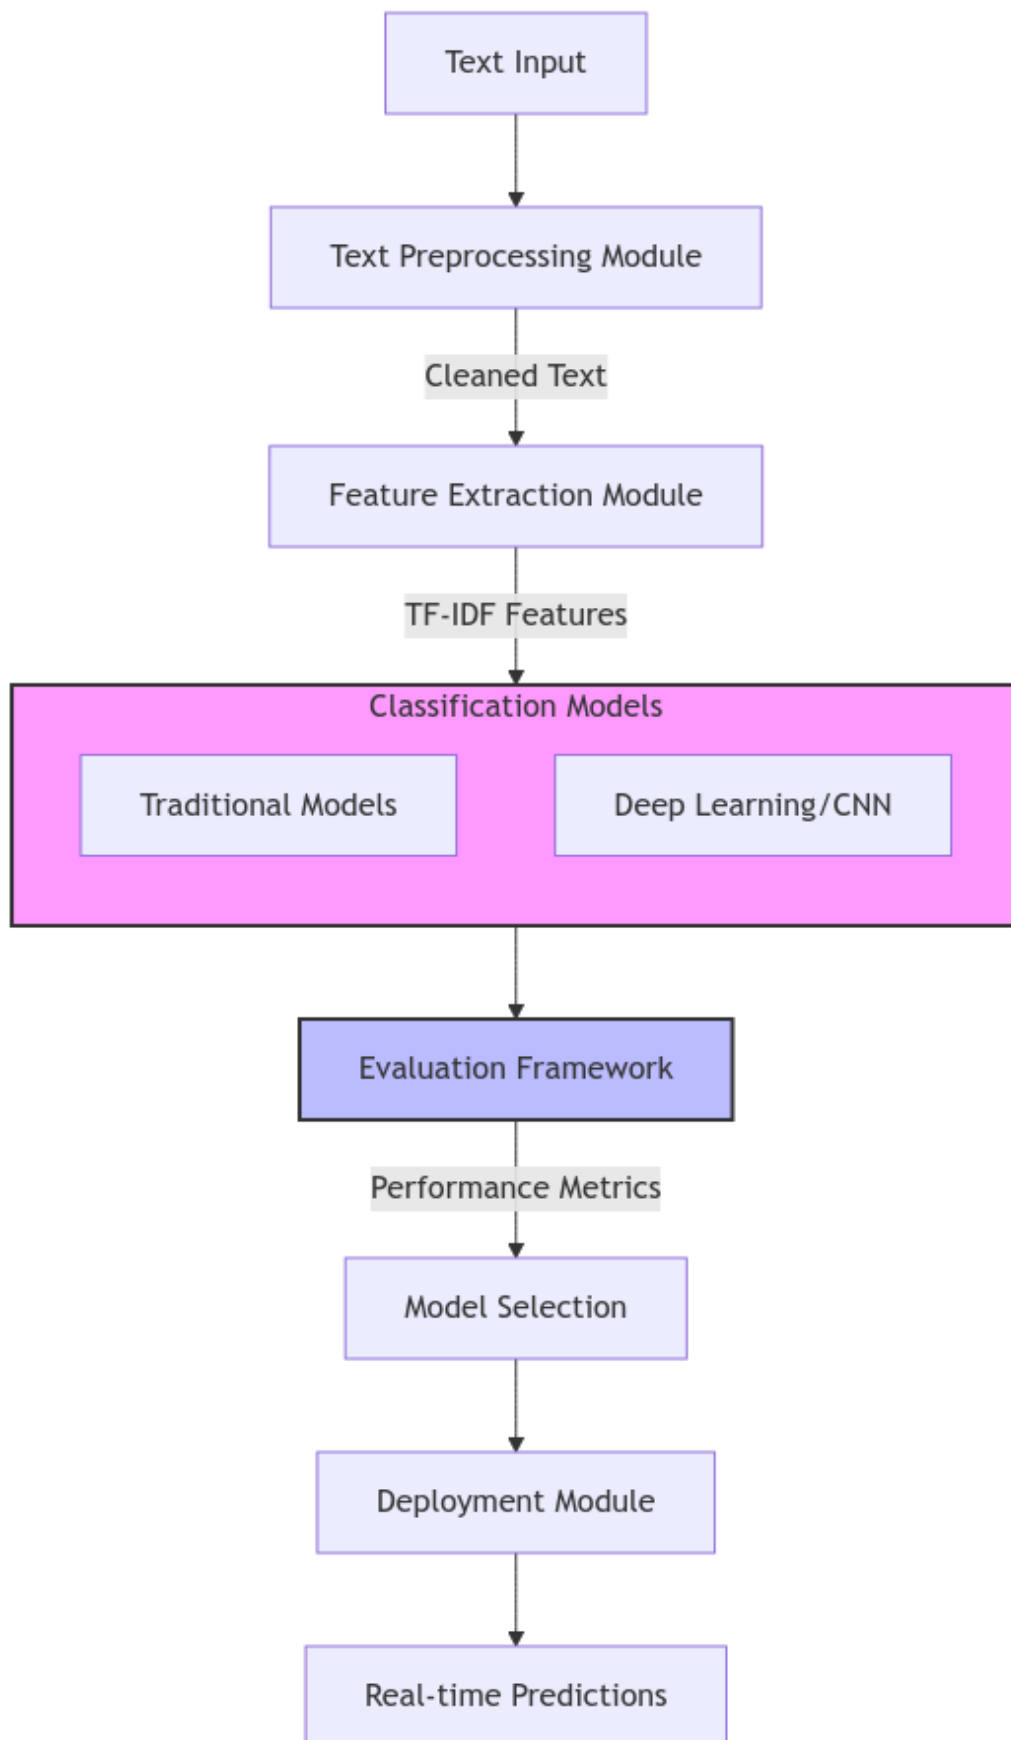 Text Input
Text Preprocessing Module
Cleaned Text
Feature Extraction Module
TF-IDF Features
Classification Models
Traditional Models
Deep Learning/CNN
Evaluation Framework
Performance Metrics
Model Selection
Deployment Module
Real-time Predictions